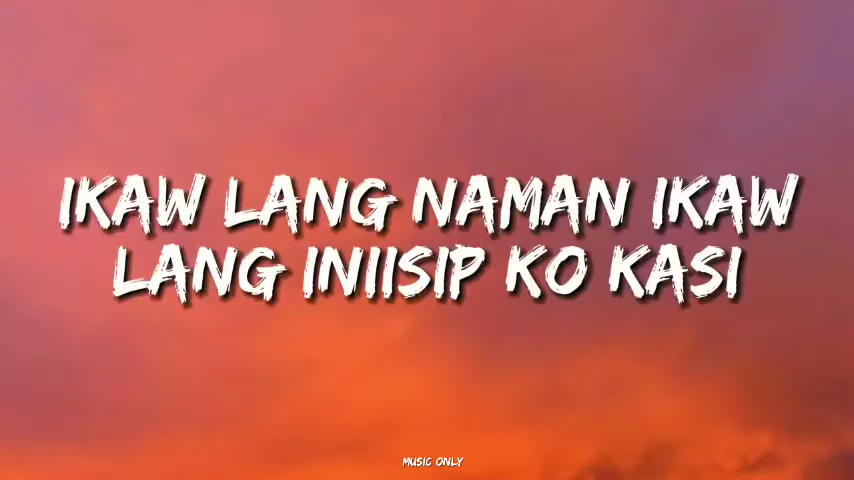 IKAW LANG NAMAN IKAW
LANG INIISIP KO KASI
MUSIC ONLY